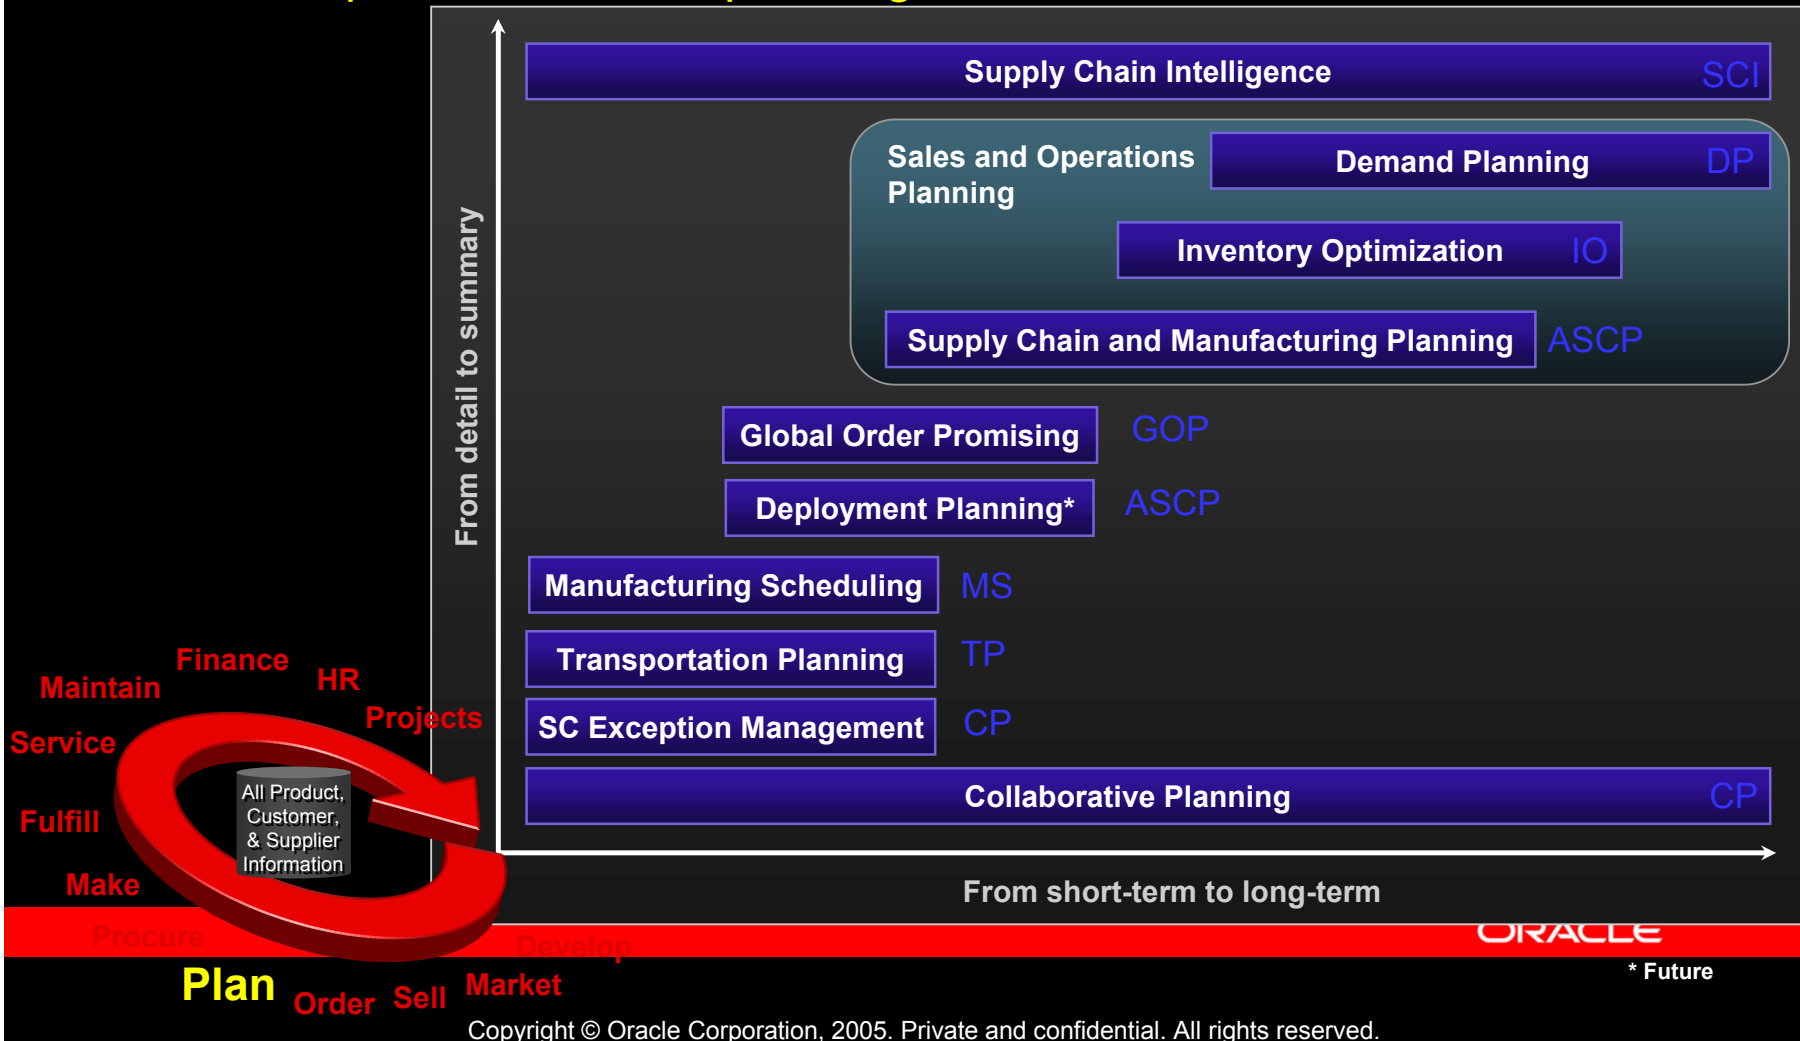 Supply Chain Intelligence SCI
Sales and Operations
Planning
Demand Planning DP
Inventory Optimization IO
Supply Chain and Manufacturing Planning ASCP
Global Order Promising GOP
Deployment Planning* ASCP
Manufacturing Scheduling MS
Transportation Planning TP
SC Exception Management CP
Collaborative Planning CP
From detail to summary
From short-term to long-term
Finance
HR
Maintain
Projects
Service
Fulfill
Make
Procure
Plan
Order
Sell
Market
Develop
All Product,
Customer,
& Supplier
Information
ORACLE
* Future
Copyright © Oracle Corporation, 2005. Private and confidential. All rights reserved.